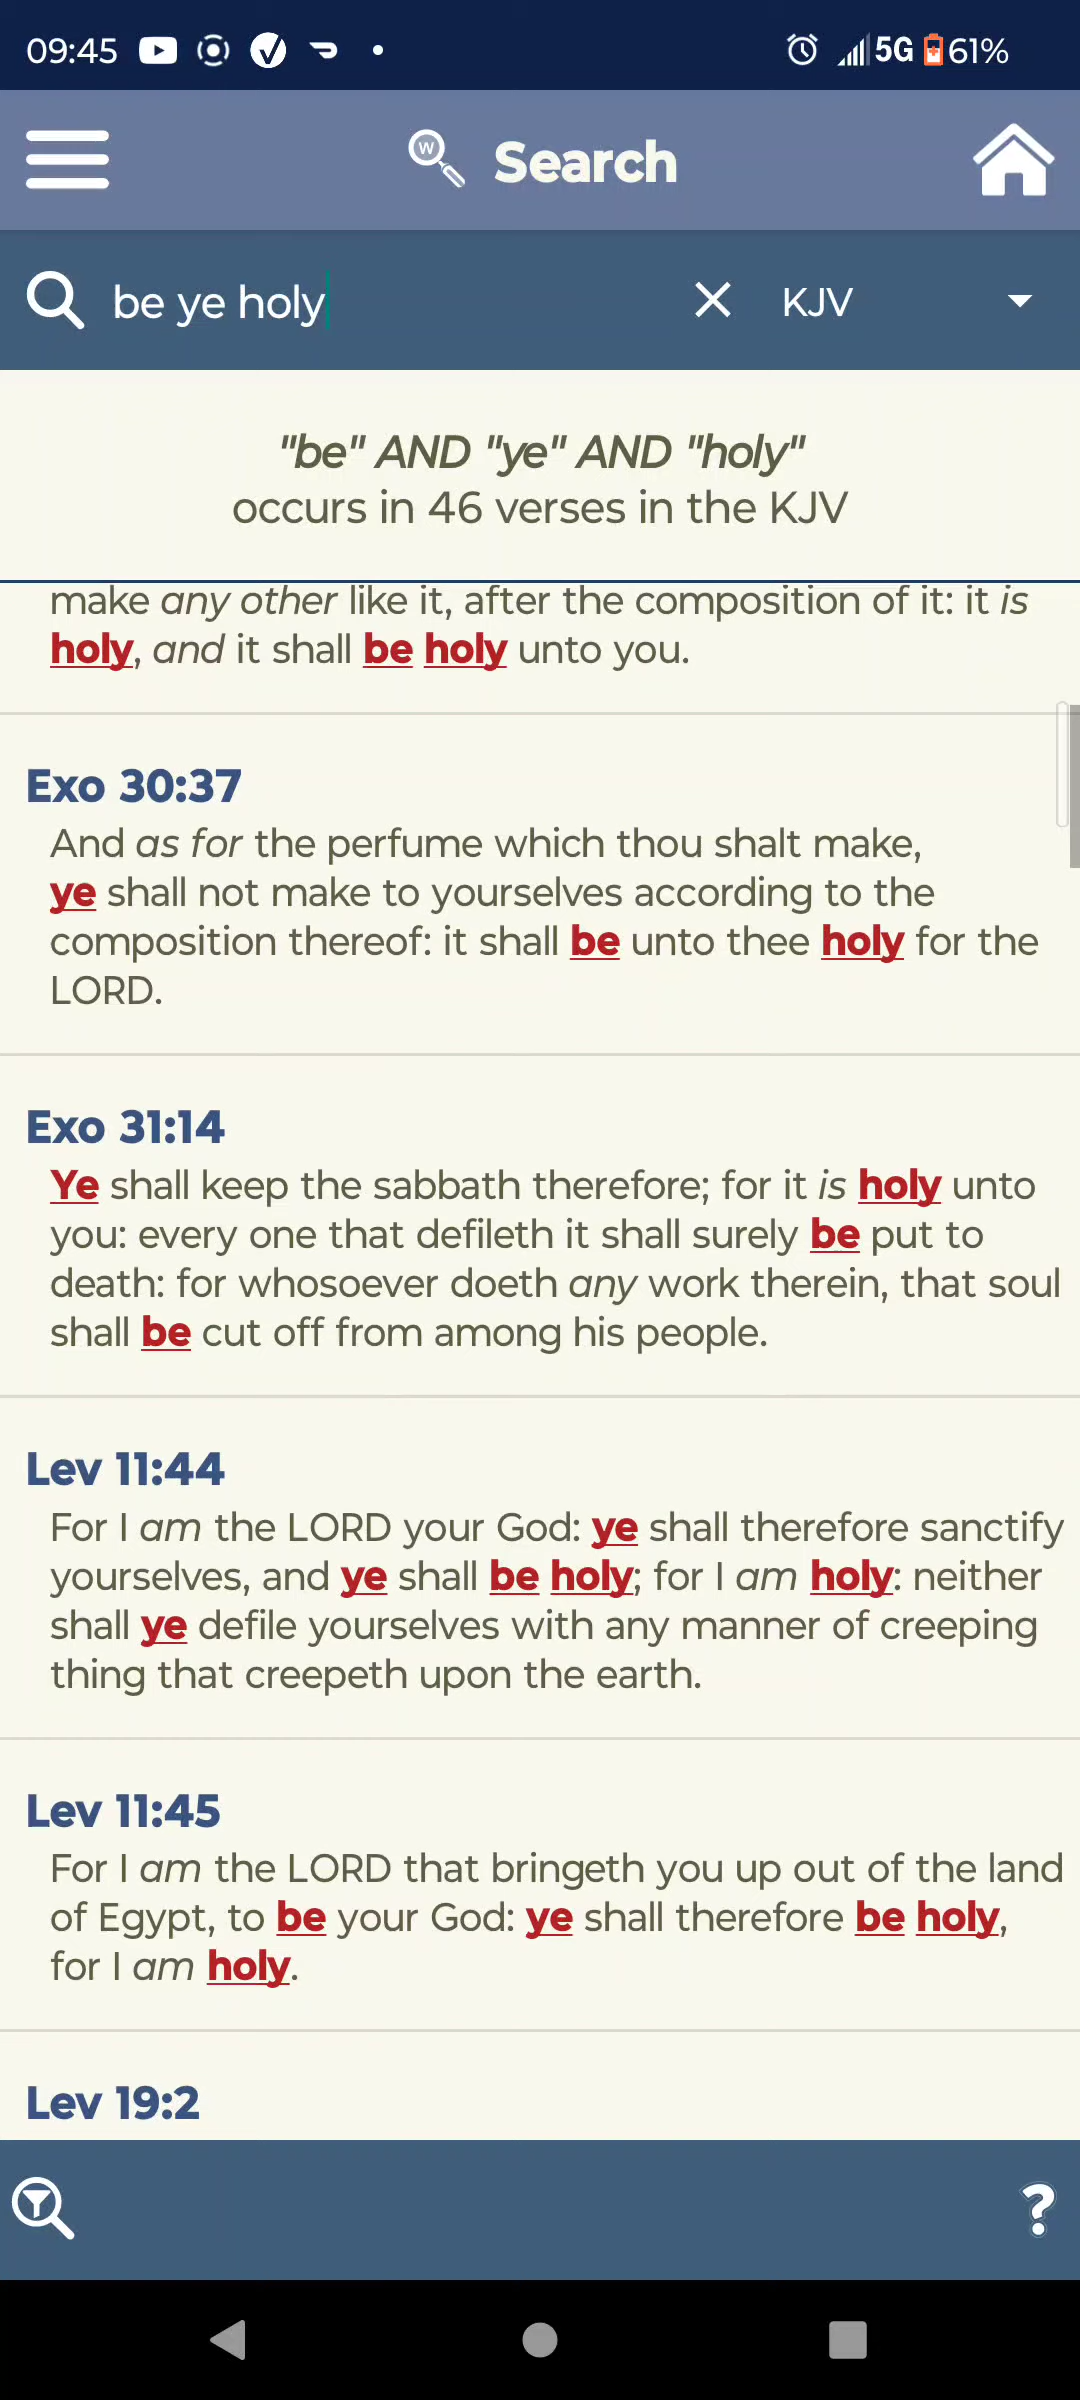 09:45
5G 61%
W Search
be ye holy KJV
"be" AND "ye" AND "holy"
occurs in 46 verses in the KJV
make any other like it, after the composition of it: it is
holy, and it shall be holy unto you.
Exo 30:37
And as for the perfume which thou shalt make,
ye shall not make to yourselves according to the
composition thereof: it shall be unto thee holy for the
LORD.
Exo 31:14
Ye shall keep the sabbath therefore; for it is holy unto
you: every one that defileth it shall surely be put to
death: for whosoever doeth any work therein, that soul
shall be cut off from among his people.
Lev 11:44
For I am the LORD your God: ye shall therefore sanctify
yourselves, and ye shall be holy; for I am holy: neither
shall ye defile yourselves with any manner of creeping
thing that creepeth upon the earth.
Lev 11:45
For I am the LORD that bringeth you up out of the land
of Egypt, to be your God: ye shall therefore be holy,
for I am holy.
Lev 19:2
?